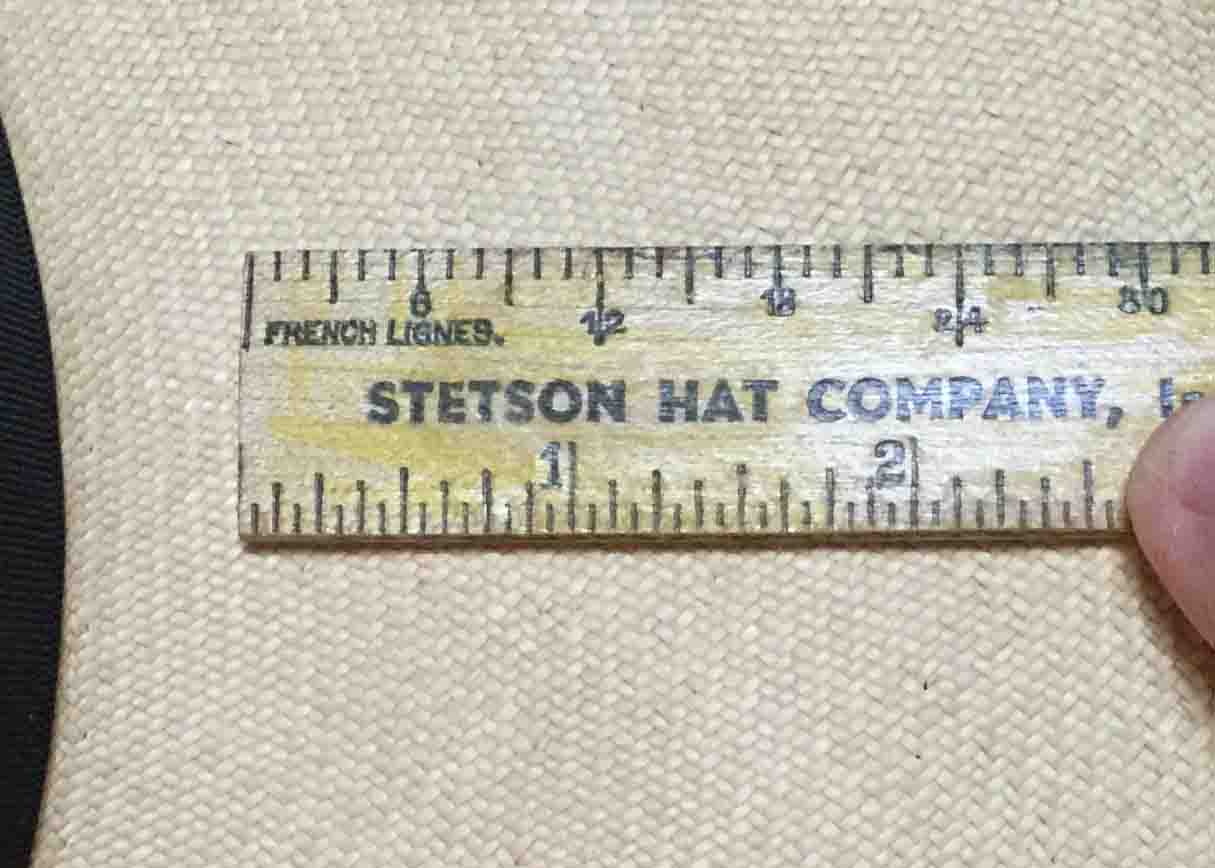 6 12 18 24 30
FRENCH LIGNES.
STETSON HAT COMPANY,
1 2